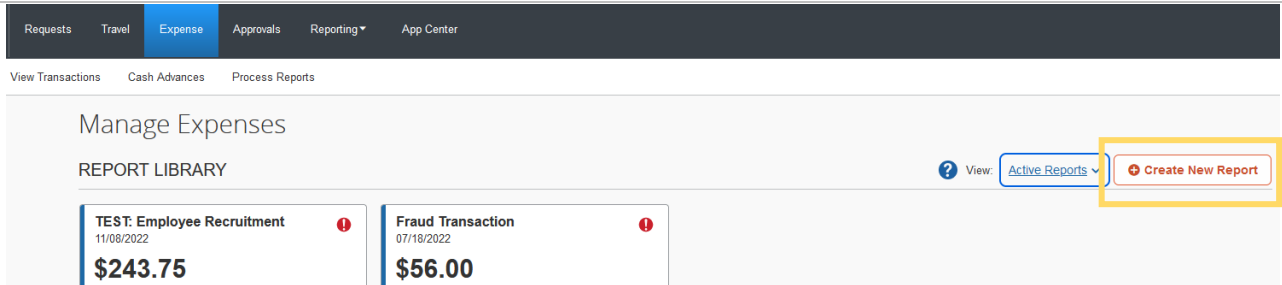 Requests Travel Expense Approvals Reporting App Center
View Transactions Cash Advances Process Reports
Manage Expenses
REPORT LIBRARY
? View: Active Reports Create New Report
TEST: Employee Recruitment
11/08/2022
$243.75
Fraud Transaction
07/18/2022
$56.00